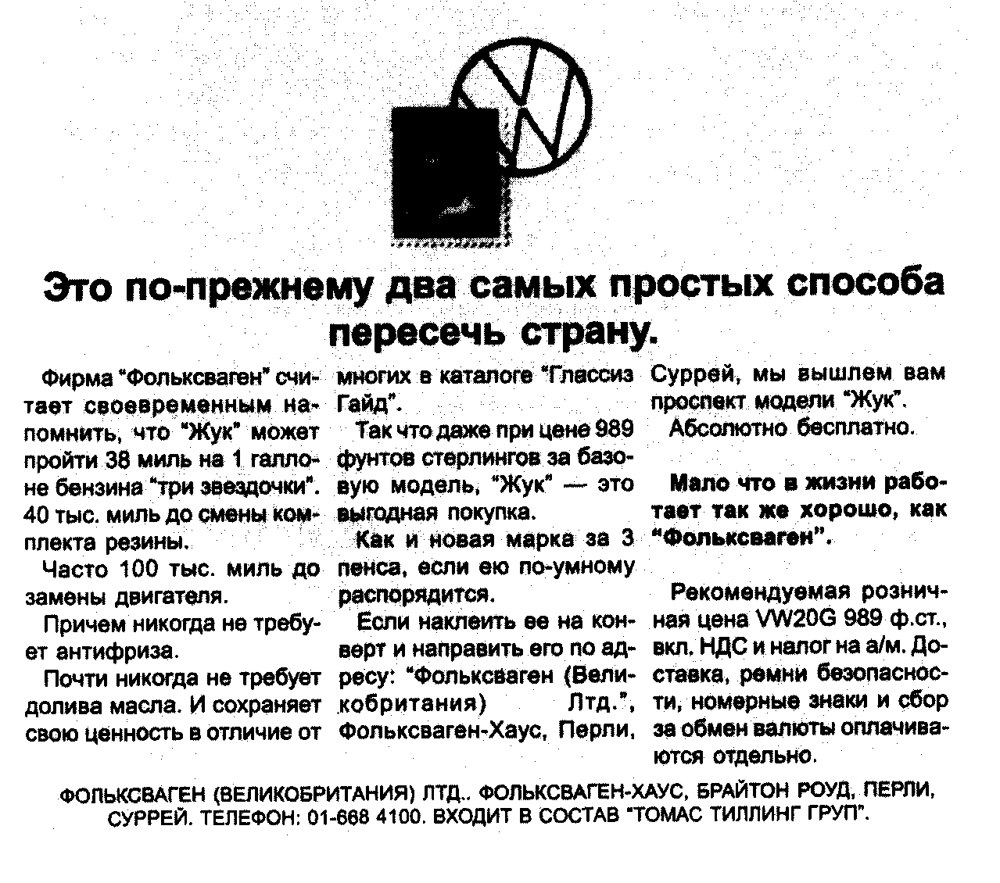 Это по-прежнему два самых простых способа
пересечь страну.
Фирма "Фольксваген" счи-
тает своевременным на-
помнить, что "Жук" может
пройти 38 миль на 1 галло-
не бензина "три звездочки".
40 тыс. миль до смены ком-
плекта резины.
Часто 100 тыс. миль до
замены двигателя.
Причем никогда не требу-
ет антифриза.
Почти никогда не требует
долива масла. И сохраняет
свою ценность в отличие от
многих в каталоге "Глассиз
Гайд".
Так что даже при цене 989
фунтов стерлингов за базо-
вую модель, "Жук" — это
выгодная покупка.
Как и новая марка за 3
пенса, если ею по-умному
распорядится.
Если наклеить ее на кон-
верт и направить его по ад-
ресу: "Фольксваген (Вели-
кобритания) Лтд.",
Фольксваген-Хаус, Перли,
Суррей, мы вышлем вам
проспект модели "Жук".
Абсолютно бесплатно.
Мало что в жизни рабо-
тает так же хорошо, как
"Фольксваген".
Рекомендуемая рознич-
ная цена VW20G 989 ф.ст.,
вкл. НДС и налог на а/м. До-
ставка, ремни безопаснос-
ти, номерные знаки и сбор
за обмен валюты оплачива-
ются отдельно.
ФОЛЬКСВАГЕН (ВЕЛИКОБРИТАНИЯ) ЛТД.. ФОЛЬКСВАГЕН-ХАУС, БРАЙТОН РОУД, ПЕРЛИ,
СУРРЕЙ. ТЕЛЕФОН: 01-668 4100. ВХОДИТ В СОСТАВ "ТОМАС ТИЛЛИНГ ГРУП".